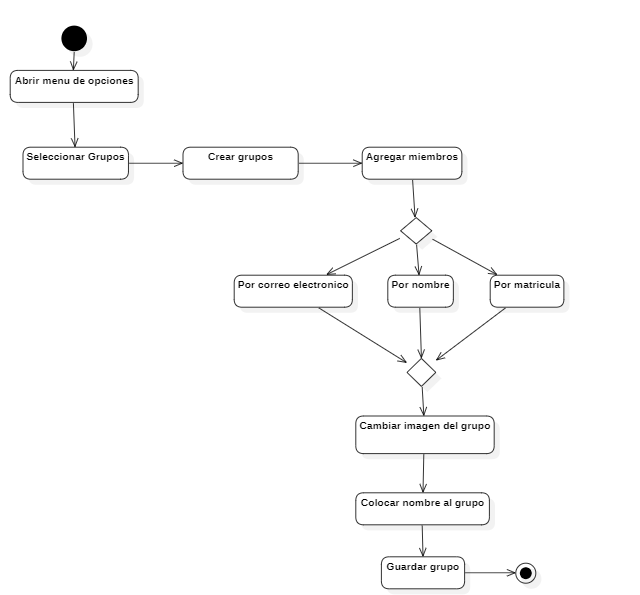 Abrir menu de opciones
Seleccionar Grupos
Crear grupos
Agregar miembros
Por correo electronico
Por nombre
Por matricula
Cambiar imagen del grupo
Colocar nombre al grupo
Guardar grupo